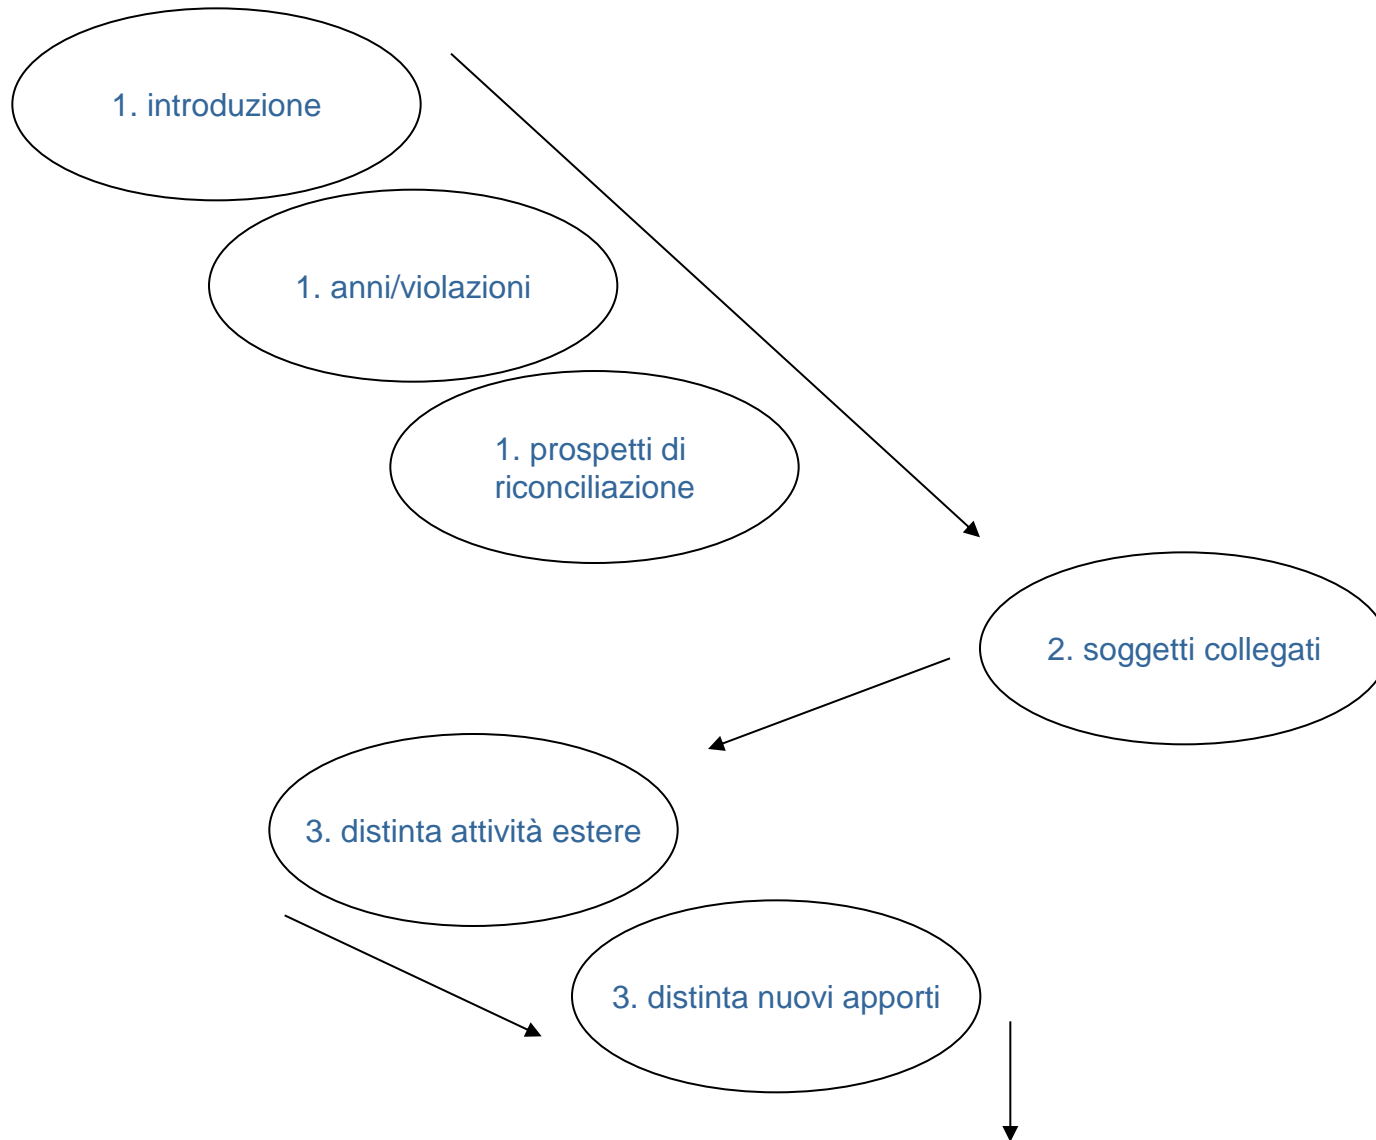 1. introduzione
1. anni/violazioni
1. prospetti di
riconciliazione
2. soggetti collegati
3. distinta attività estere
3. distinta nuovi apporti